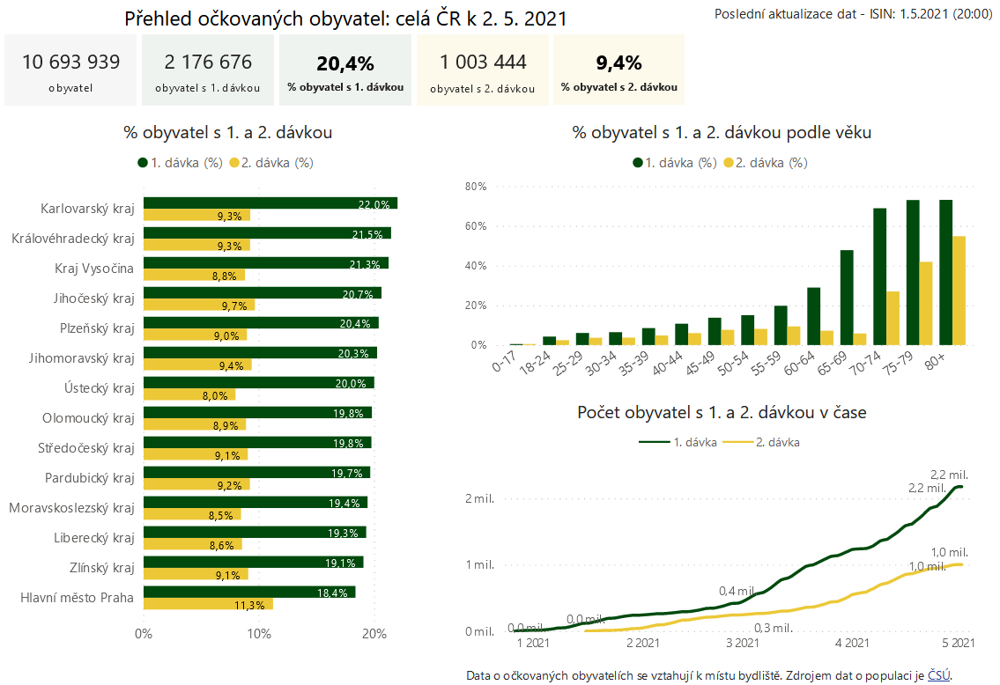 Přehled očkovaných obyvatel: celá ČR k 2. 5. 2021
Poslední aktualizace dat - ISIN: 1.5.2021 (20:00)
10 693 939
obyvatel
2 176 676
obyvatel s 1. dávkou
20,4%
% obyvatel s 1. dávkou
1 003 444
obyvatel s 2. dávkou
9,4%
% obyvatel s 2. dávkou
% obyvatel s 1. a 2. dávkou
1. dávka (%) 2. dávka (%)
Karlovarský kraj 22,0%
9,3%
Královéhradecký kraj 21,5%
9,3%
Kraj Vysočina 21,3%
8,8%
Jihočeský kraj 20,7%
9,7%
Plzeňský kraj 20,4%
9,0%
Jihomoravský kraj 20,3%
9,4%
Ústecký kraj 20,0%
8,0%
Olomoucký kraj 19,8%
8,9%
Středočeský kraj 19,8%
9,1%
Pardubický kraj 19,7%
9,2%
Moravskoslezský kraj 19,4%
8,5%
Liberecký kraj 19,3%
8,6%
Zlínský kraj 19,1%
9,1%
Hlavní město Praha 18,4%
11,3%
0% 10% 20%
% obyvatel s 1. a 2. dávkou podle věku
1. dávka (%) 2. dávka (%)
80%
60%
40%
20%
0%
0-17 18-24 25-29 30-34 35-39 40-44 45-49 50-54 55-59 60-64 65-69 70-74 75-79 80+
Počet obyvatel s 1. a 2. dávkou v čase
1. dávka 2. dávka
2,2 mil.
2,2 mil.
2 mil.
1,0 mil.
1 mil.
1,0 mil.
0,4 mil.
0,0 mil.
0 mil.
0,0 mil.
0,3 mil.
1 2021 2 2021 3 2021 4 2021 5 2021
Data o očkovaných obyvatelích se vztahují k místu bydliště. Zdrojem dat o populaci je ČSÚ.